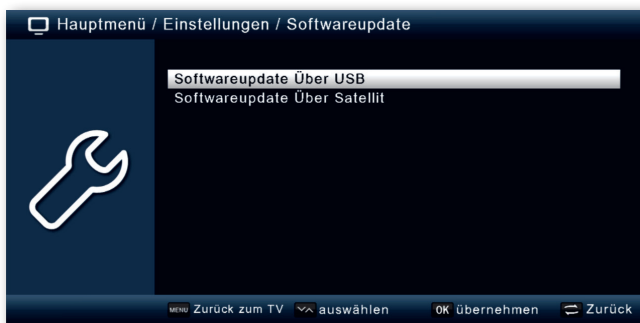 Hauptmenü / Einstellungen / Softwareupdate
Softwareupdate Über USB
Softwareupdate Über Satellit
MENU Zurück zum TV auswählen OK übernehmen Zurück